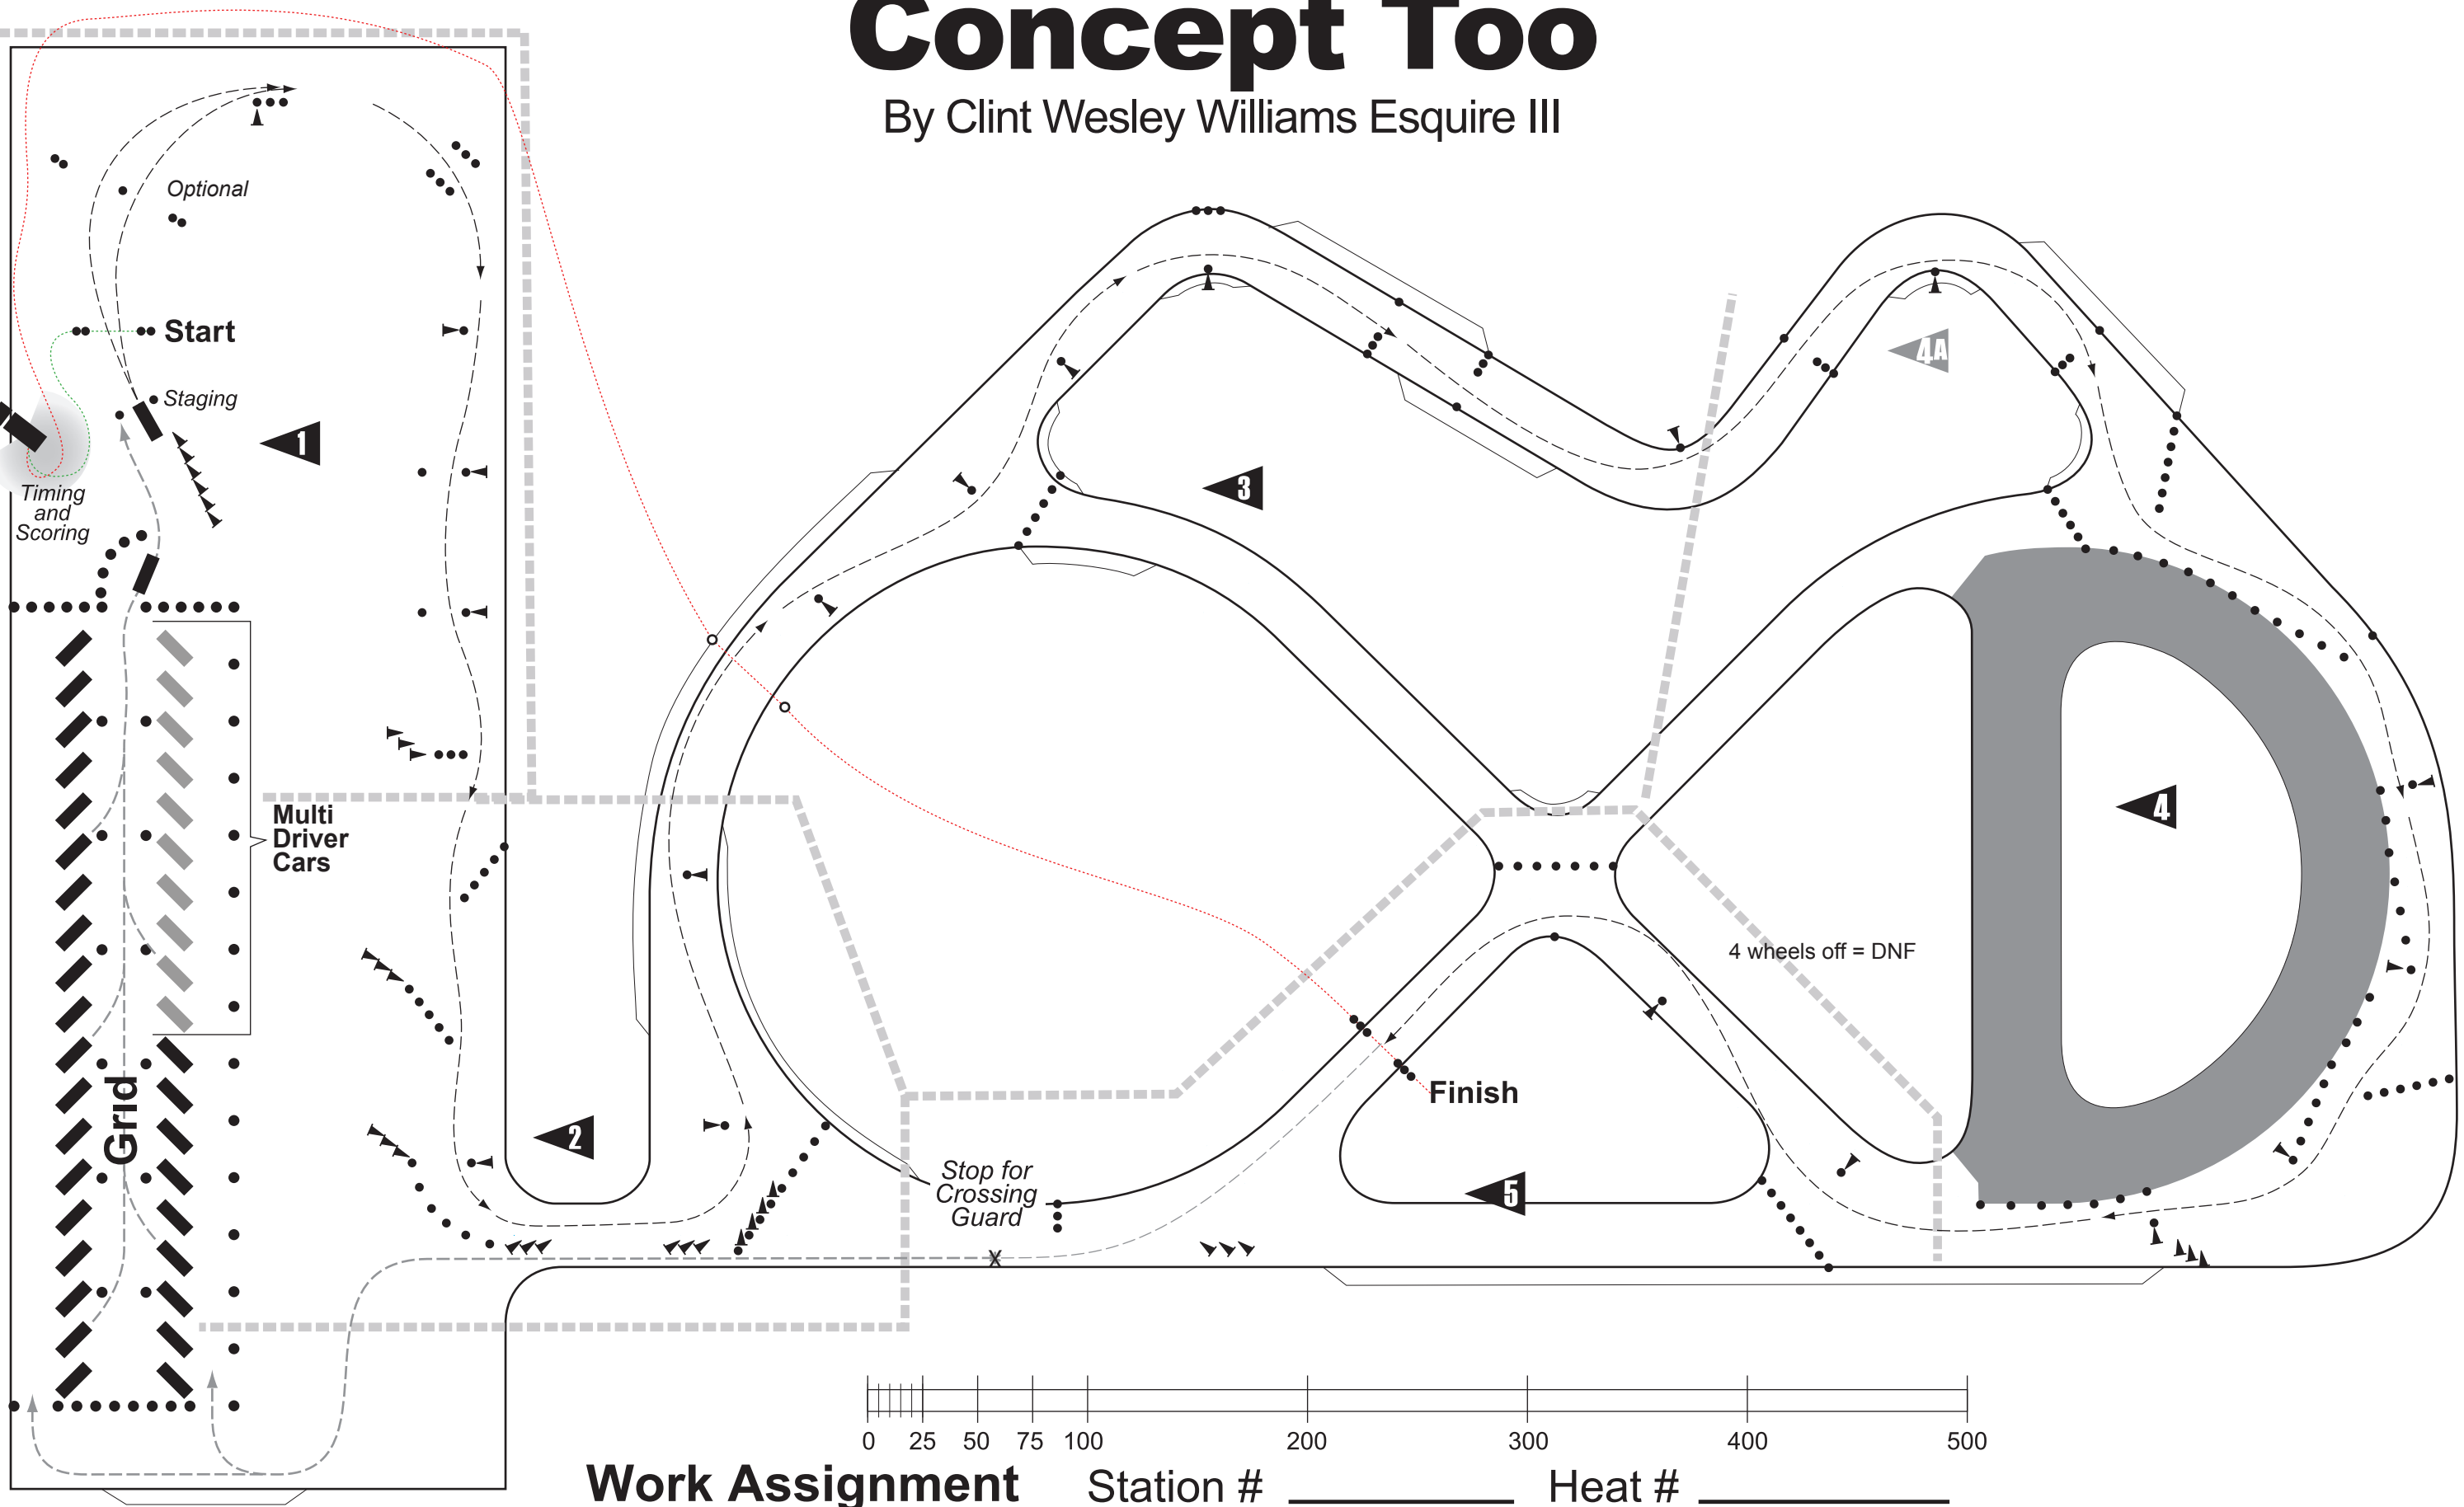 Concept Too
By Clint Wesley Williams Esquire III
Optional
Start
Staging
1
Timing
and
Scoring
Multi
Driver
Cars
Grid
2
3
4A
4
4 wheels off = DNF
Finish
Stop for
Crossing
Guard
X
5
0 25 50 75 100 200 300 400 500
Work Assignment Station # Heat #